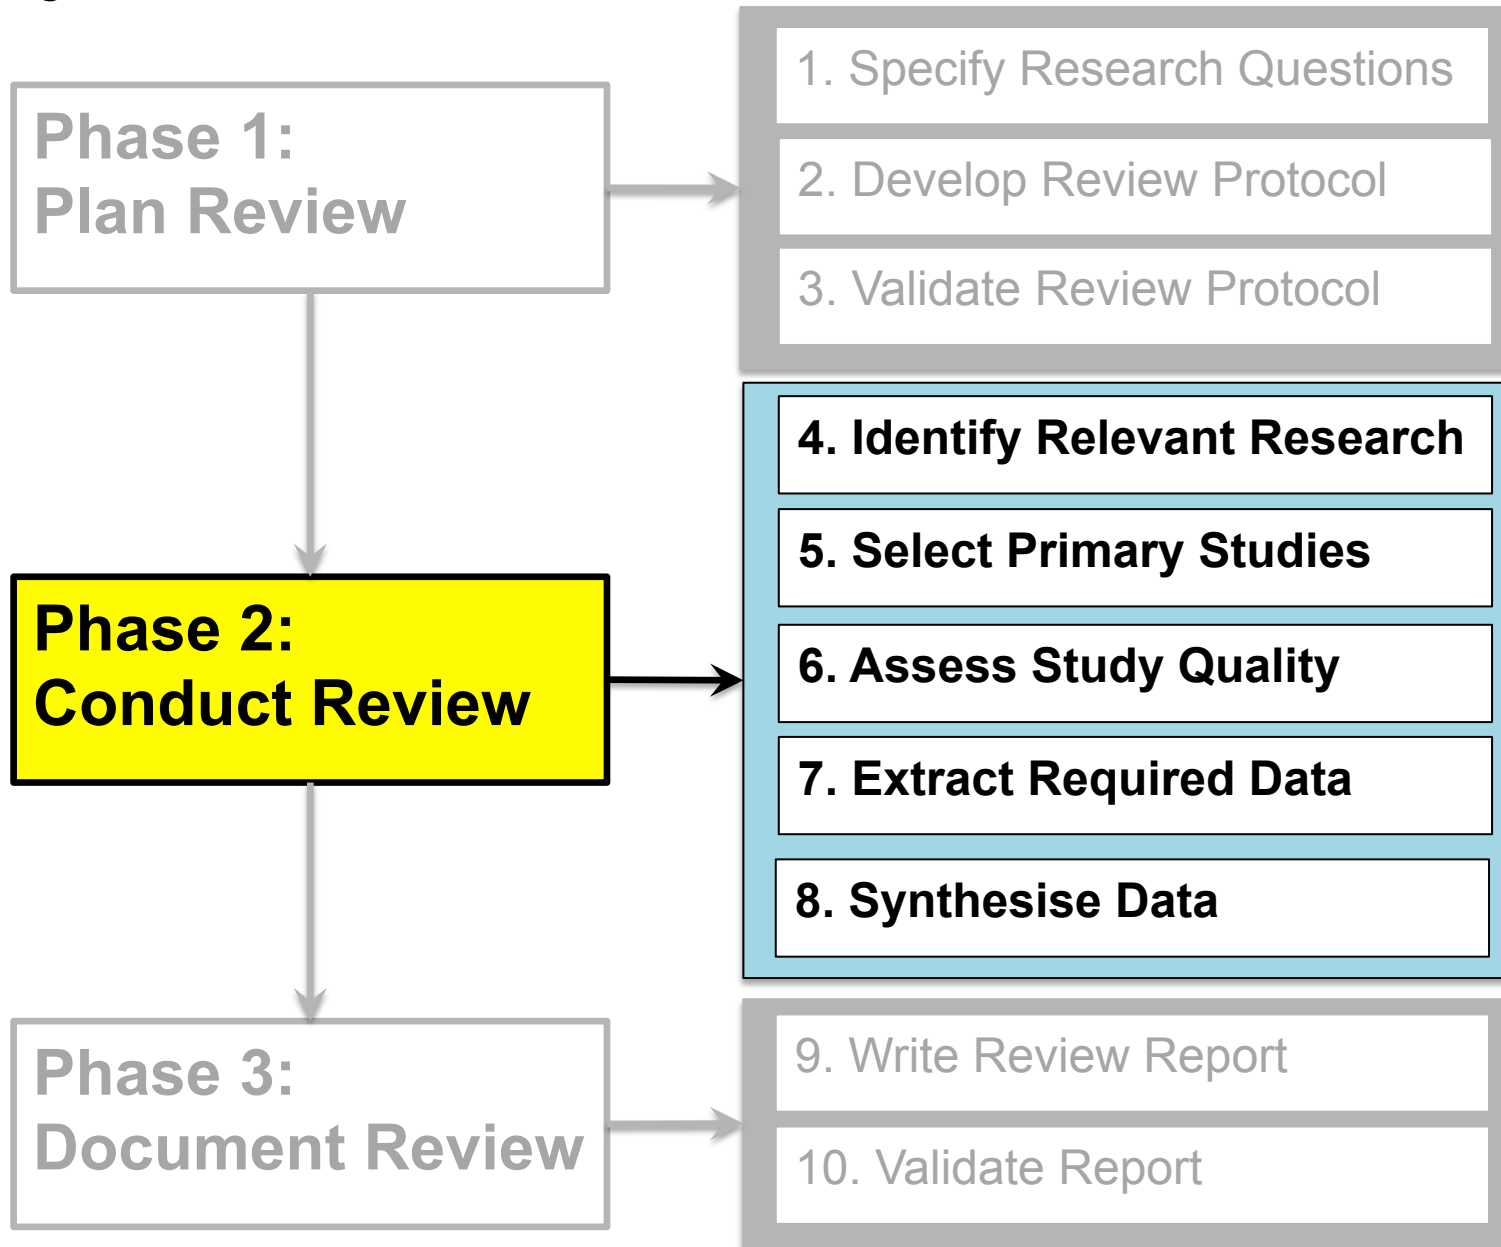 Phase 1:
Plan Review
1. Specify Research Questions
2. Develop Review Protocol
3. Validate Review Protocol
Phase 2:
Conduct Review
4. Identify Relevant Research
5. Select Primary Studies
6. Assess Study Quality
7. Extract Required Data
8. Synthesise Data
Phase 3:
Document Review
9. Write Review Report
10. Validate Report